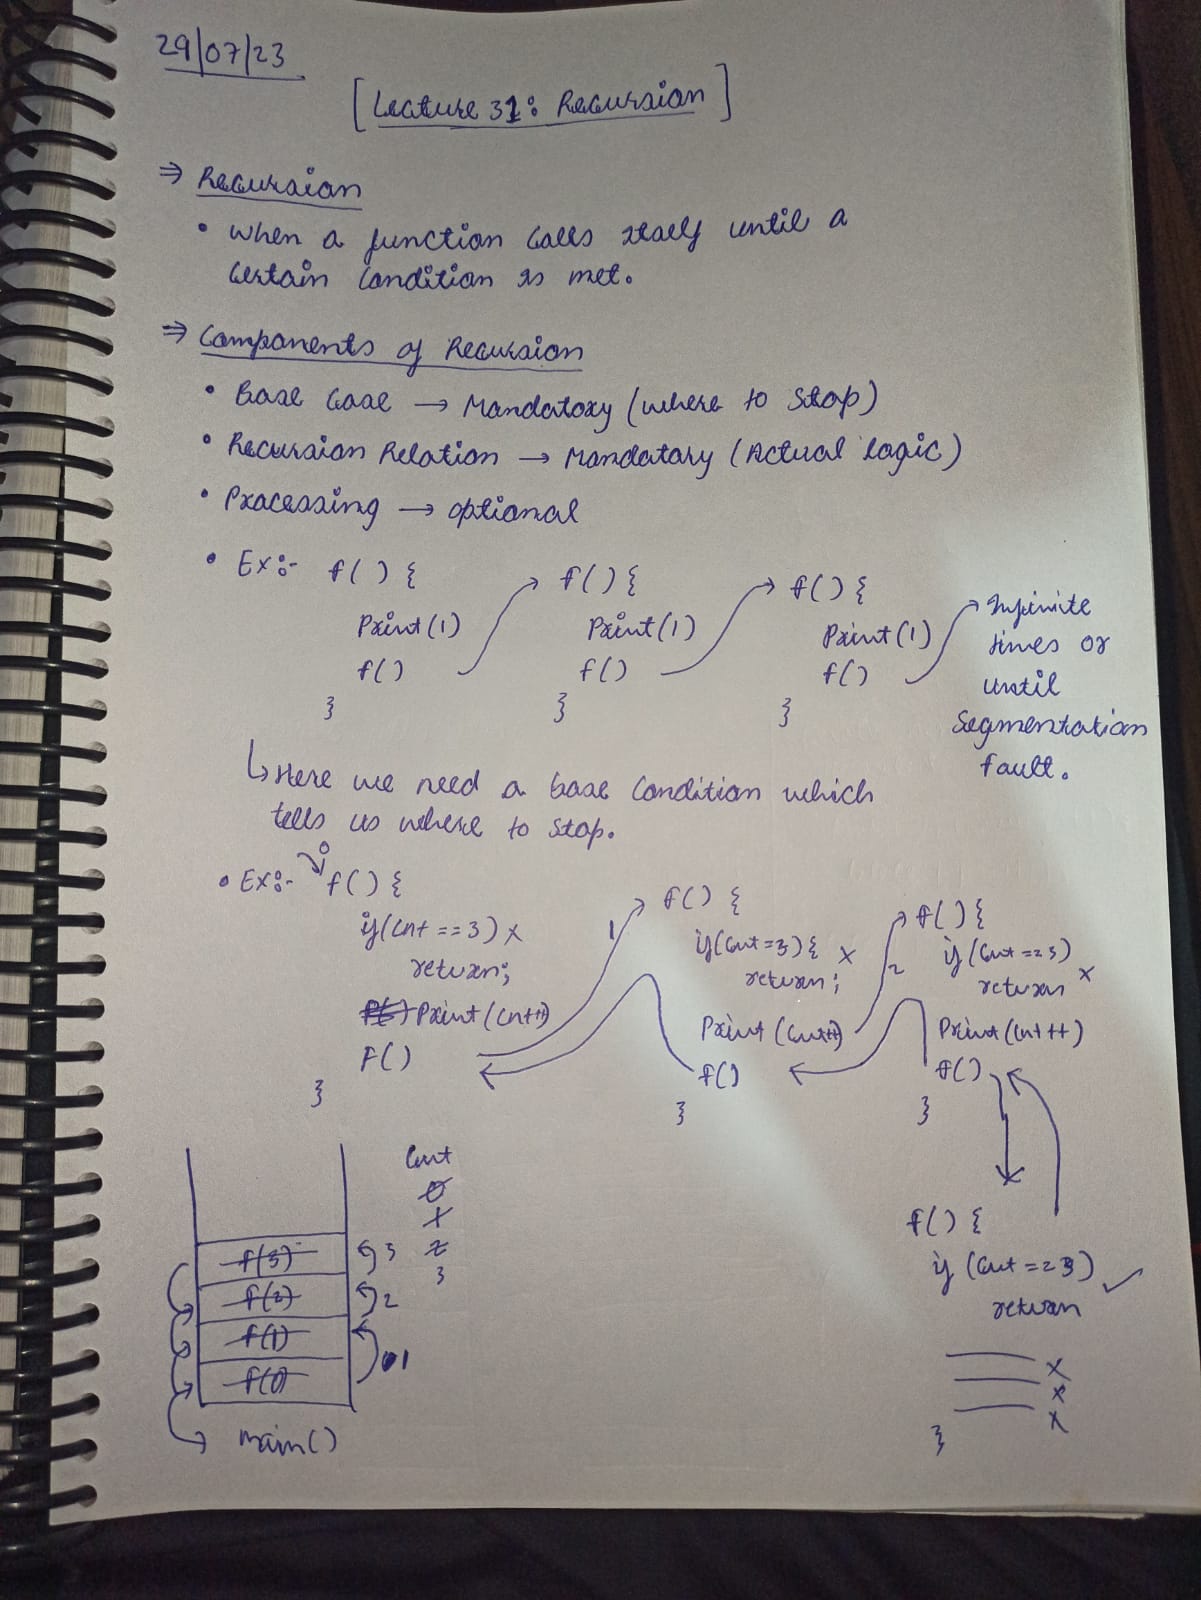 29/07/23
[Lecture 31: Recursion]
⇒ Recursion
• When a function calls itself until a
certain condition is met.
⇒ Components of Recursion
• Base Case → Mandatory (where to stop)
• Recursion Relation → Mandatory (Actual logic)
• Processing → optional
• Ex:- f() { f() { f() {
Print(1) Print(1) Print(1)
f() f() f()
} } }
Infinite
times or
until
segmentation
fault.
↳ Here we need a base condition which
tells us where to stop.
• Ex:- f() {
if(cnt == 3) x
return;
Print(cnt++)
F()
}
1
f() {
if(cnt=3) { x
return;
Print(cnt++)
f()
}
2
f() {
if(cnt==3)
return x
Print(cnt++)
f()
}
f() {
if (cnt==3) ✓
return
x
x
x
}
cnt
0
1
2
3
f(3) 3
f(2) 2
f(1)
f(0) 1
main()